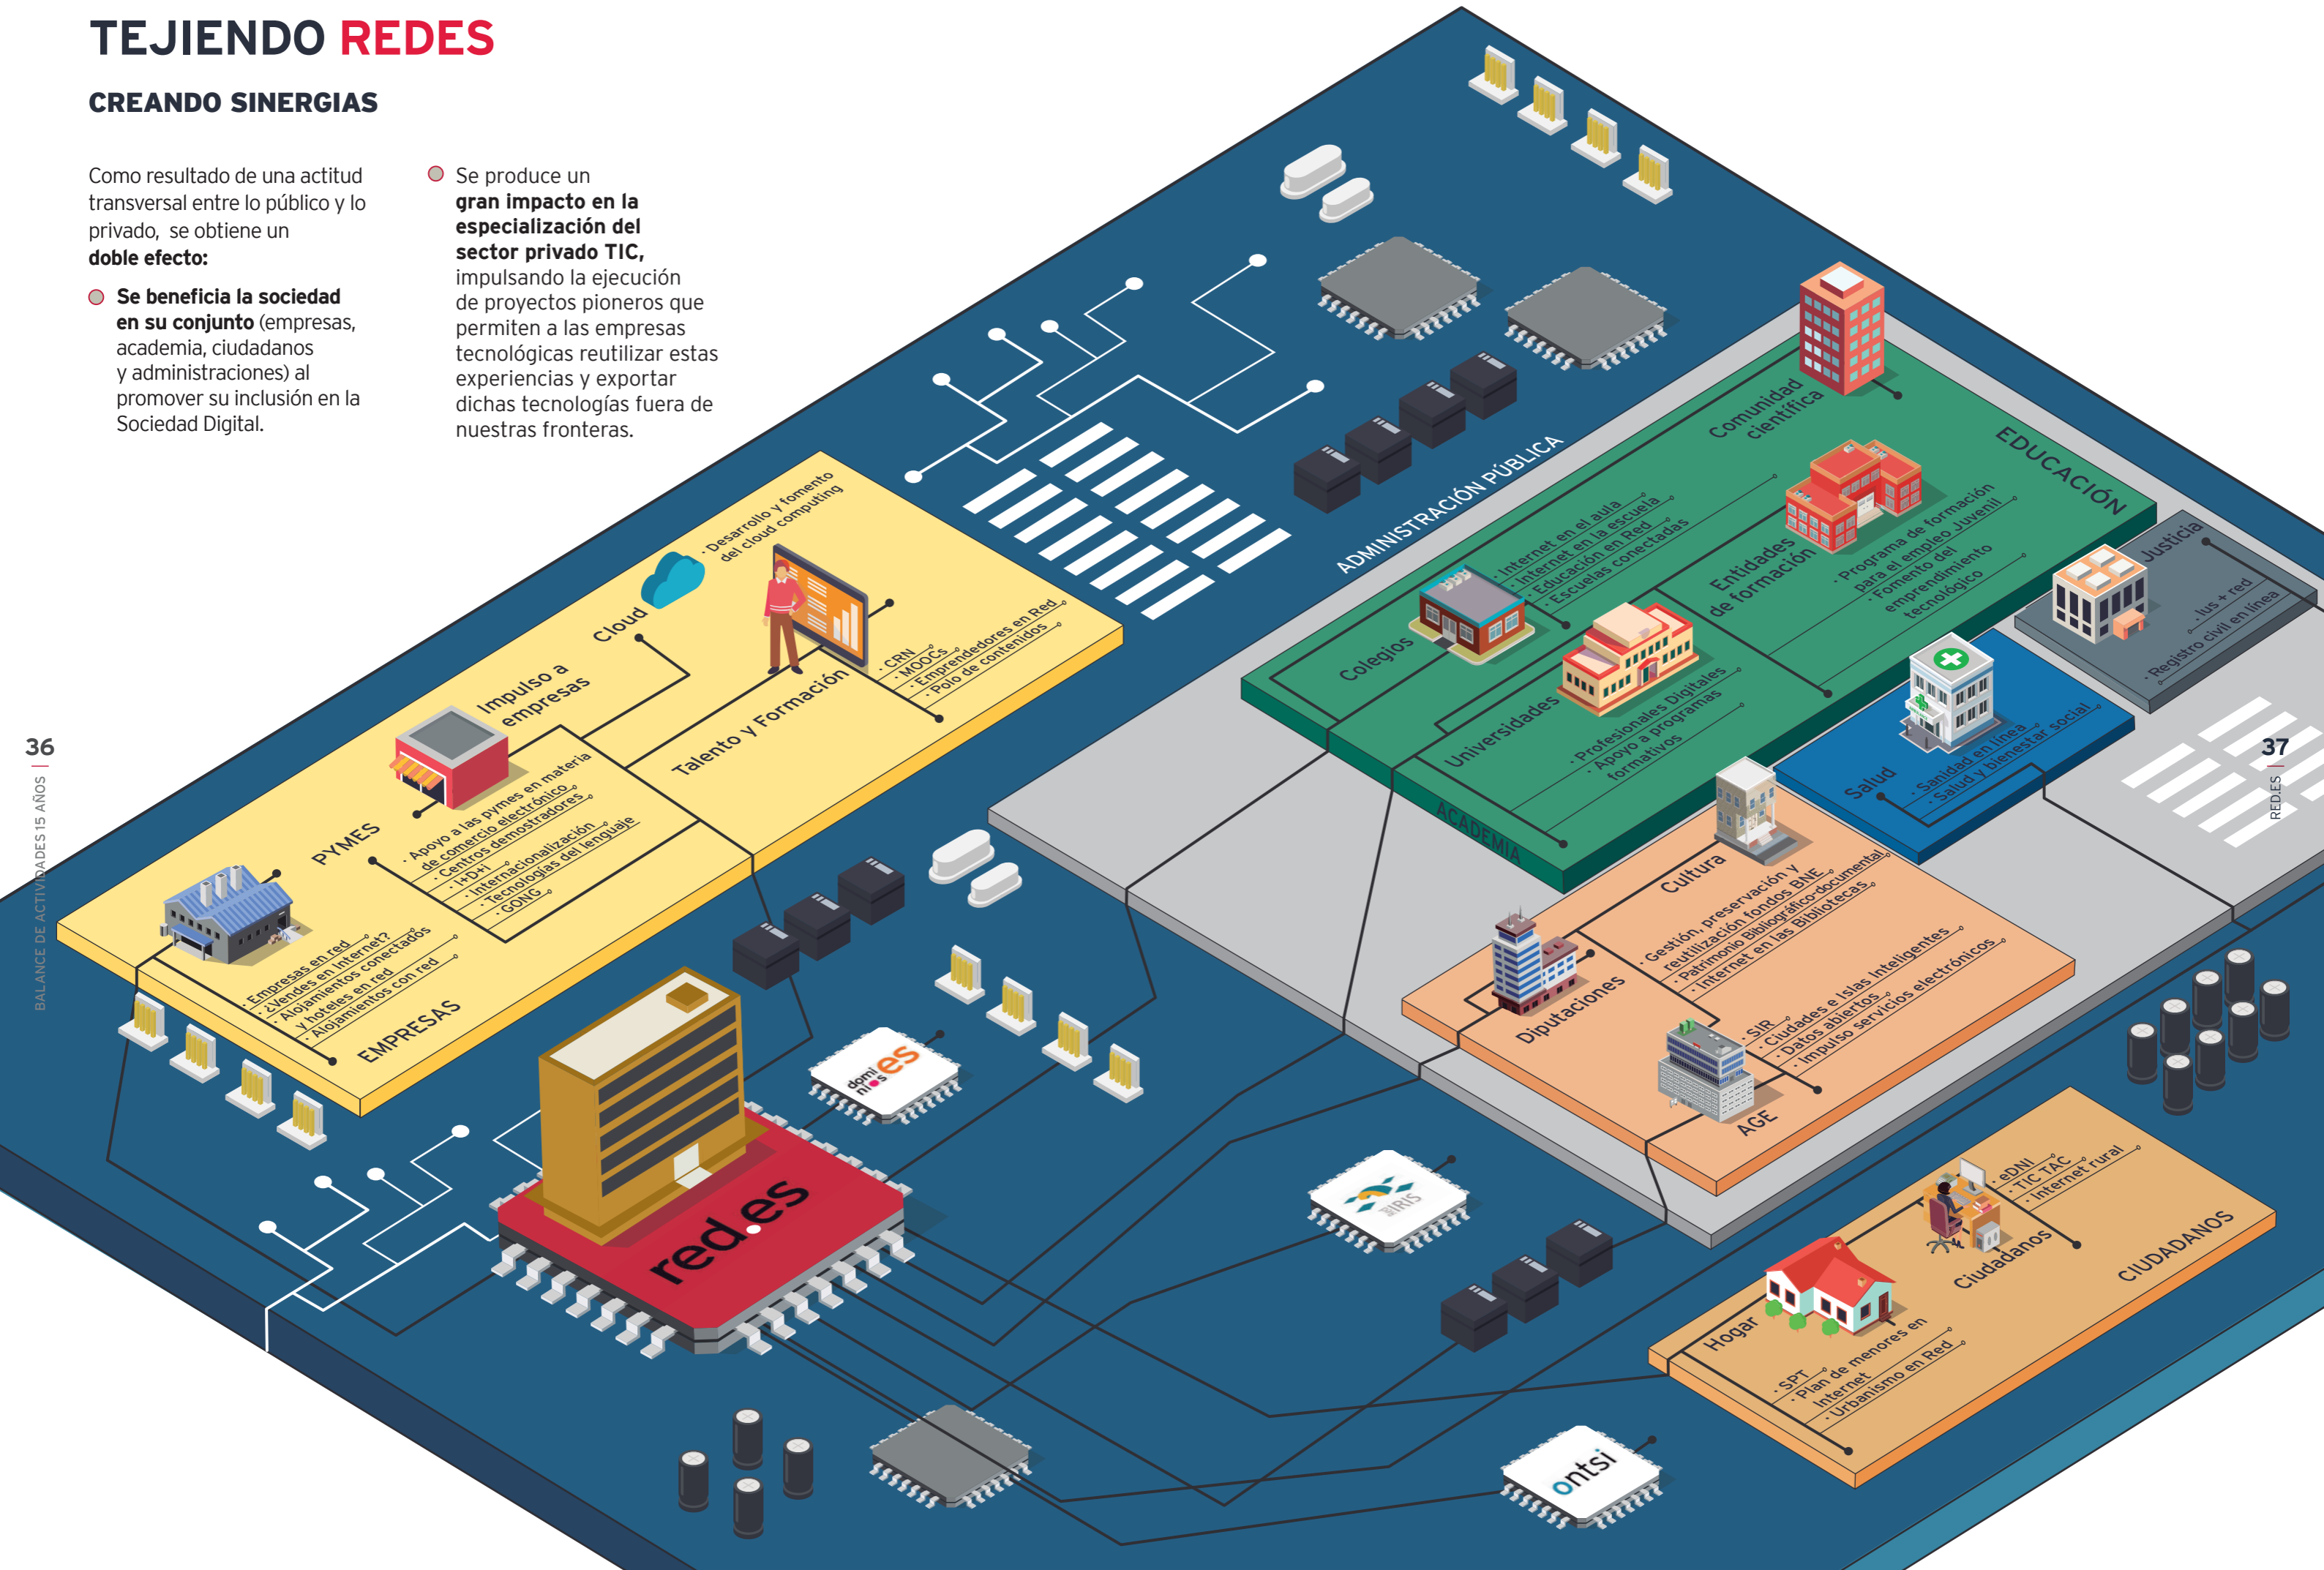 TEJIENDO REDES
CREANDO SINERGIAS
Como resultado de una actitud
transversal entre lo público y lo
privado, se obtiene un
doble efecto:
Se beneficia la sociedad
en su conjunto (empresas,
academia, ciudadanos
y administraciones) al
promover su inclusión en la
Sociedad Digital.
Se produce un
gran impacto en la
especialización del
sector privado TIC,
impulsando la ejecución
de proyectos pioneros que
permiten a las empresas
tecnológicas reutilizar estas
experiencias y exportar
dichas tecnologías fuera de
nuestras fronteras.
36
BALANCE DE ACTIVIDADES 15 AÑOS
Cloud
· Desarrollo y fomento
del cloud computing
Impulso a
empresas
Talento y Formación
· CRN
· MOOCs
· Emprendedores en Red
· Polo de contenidos
PYMES
· Apoyo a las pymes en materia
de comercio electrónico
· Centros demostradores
· I+D+i
· Internacionalización
· Tecnologías del lenguaje
· GONG
· Empresas en red
· ¿Vendes en Internet?
· Alojamientos conectados
y hoteles en red
· Alojamientos con red
EMPRESAS
ADMINISTRACIÓN PÚBLICA
Comunidad
científica
EDUCACIÓN
Colegios
· Internet en el aula
· Internet en la escuela
· Educación en Red
· Escuelas conectadas
Entidades
de formación
· Programa de formación
para el empleo Juvenil
· Fomento del
emprendimiento
tecnológico
Universidades
· Profesionales Digitales
· Apoyo a programas
formativos
ACADEMIA
Justicia
· Ius + red
· Registro civil en línea
Salud
· Sanidad en línea
· Salud y bienestar social
Cultura
· Gestión, preservación y
reutilización fondos BNE
· Patrimonio Bibliográfico-documental
· Internet en las Bibliotecas
Diputaciones
· SIR
· Ciudades e Islas Inteligentes
· Datos abiertos
· Impulso servicios electrónicos
AGE
Ciudadanos
· eDNI
· TIC TAC
· Internet rural
CIUDADANOS
Hogar
· SPT
· Plan de menores en
Internet
· Urbanismo en Red
red.es
domi
nios
es
IRIS
ontsi
37
RED.ES